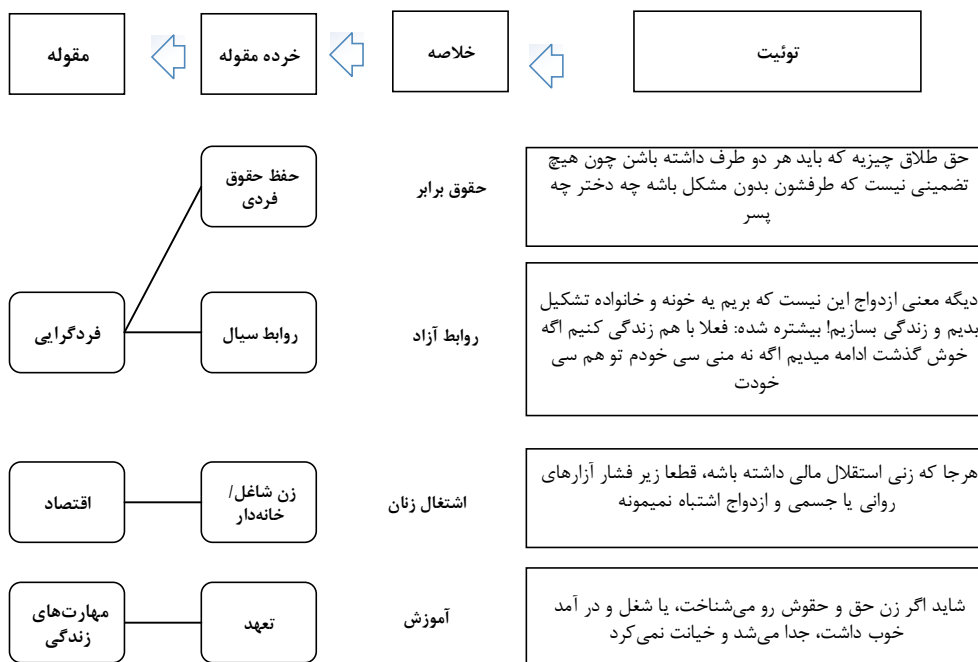 توئیت
خلاصه
خرده مقوله
مقوله
حق طلاق چیزیه که باید هر دو طرف داشته باشن چون هیچ
تضمینی نیست که طرفشون بدون مشکل باشه چه دختر چه
پسر
حقوق برابر
حفظ حقوق
فردی
دیگه معنی ازدواج این نیست که بریم یه خونه و خانواده تشکیل
بدیم و زندگی بسازیم! بیشتره شده: فعلا با هم زندگی کنیم اگه
خوش گذشت ادامه میدیم اگه نه منی سی خودم تو هم سی
خودت
روابط آزاد
روابط سیال
فردگرایی
هرجا که زنی استقلال مالی داشته باشه، قطعا زیر فشار آزارهای
روانی یا جسمی و ازدواج اشتباه نمیمونه
اشتغال زنان
زن شاغل/
خانه‌دار
اقتصاد
شاید اگر زن حق و حقوش رو می‌شناخت، یا شغل و در آمد
خوب داشت، جدا می‌شد و خیانت نمی‌کرد
آموزش
تعهد
مهارت‌های
زندگی